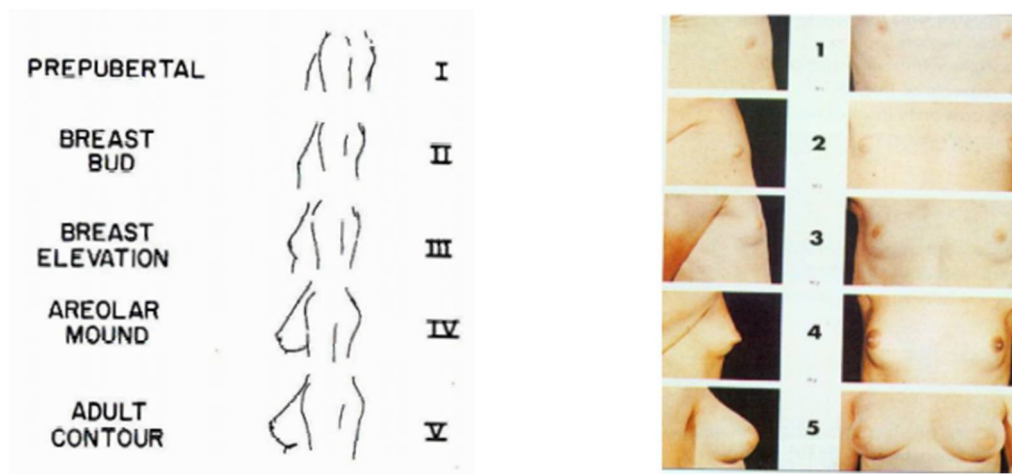 PREPUBERTAL
I
BREAST
BUD
II
BREAST
ELEVATION
III
AREOLAR
MOUND
IV
ADULT
CONTOUR
V
1
2
3
4
5